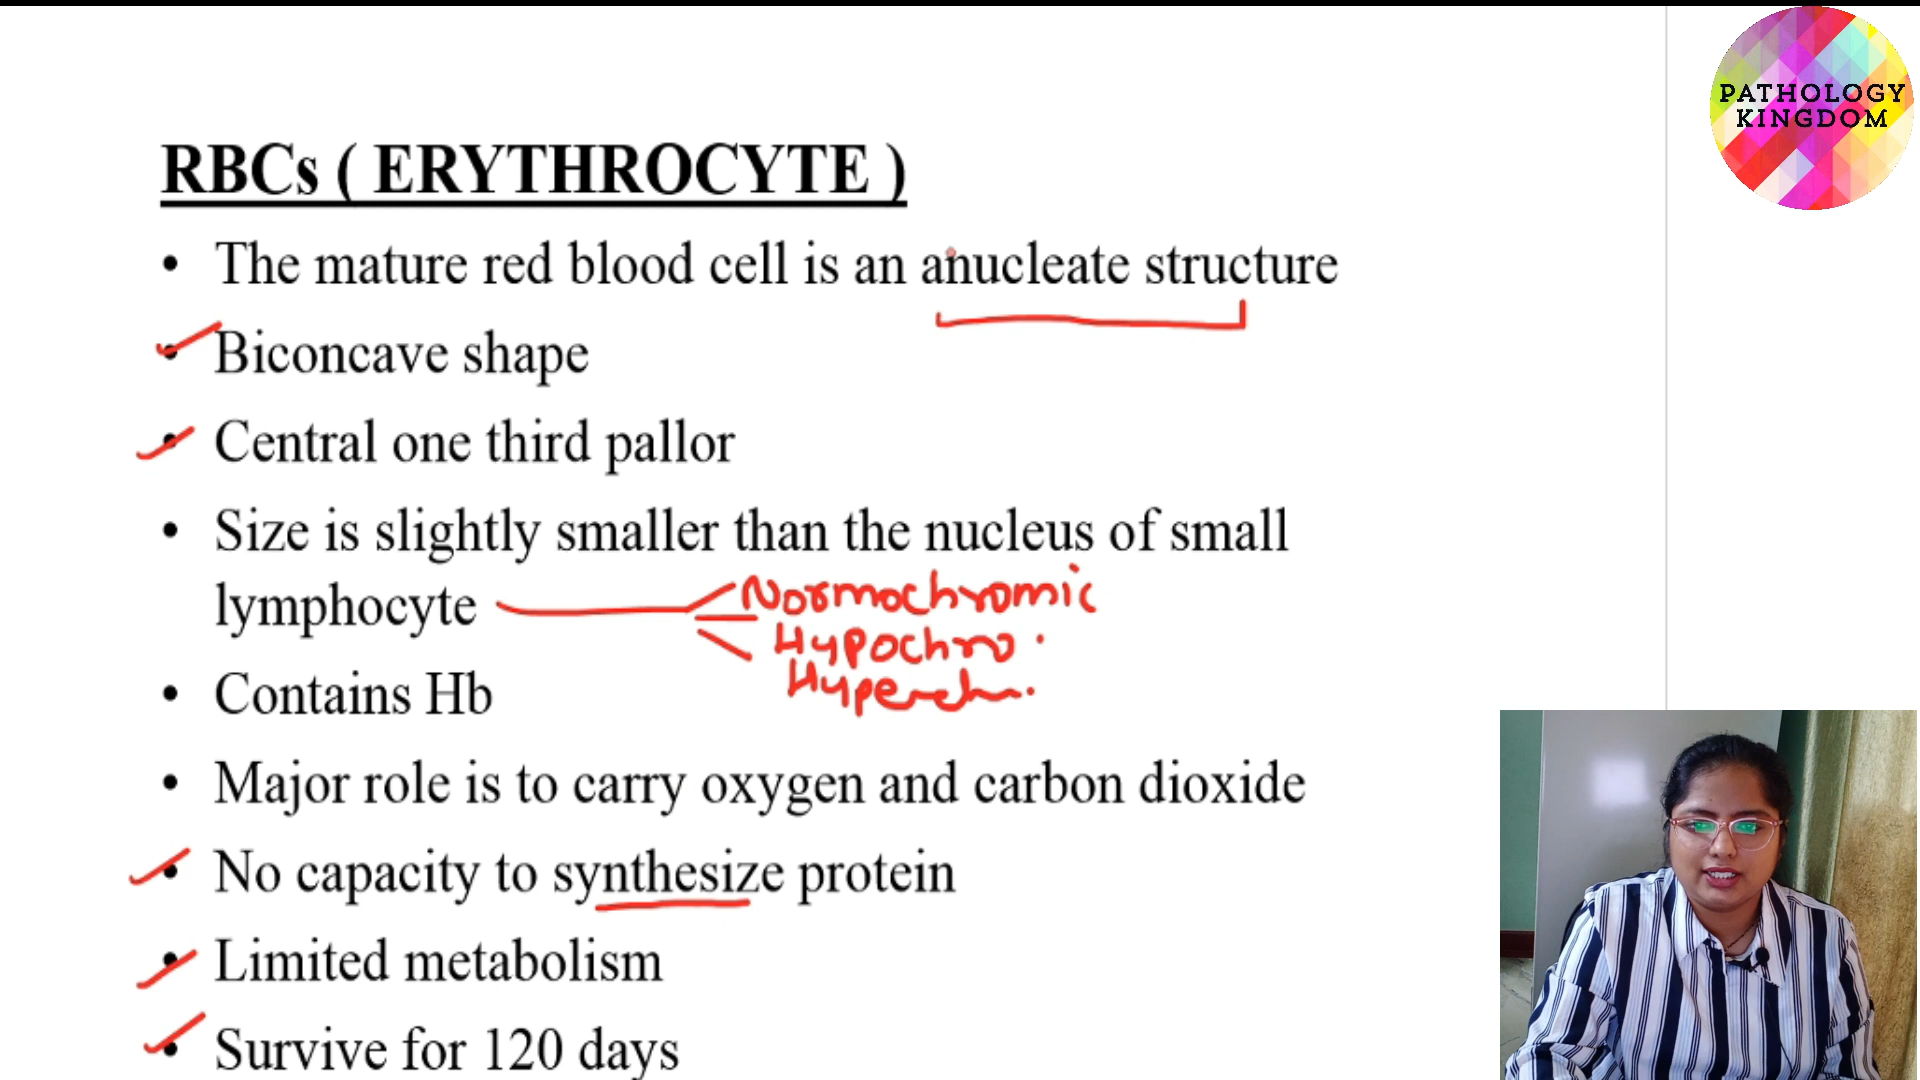 PATHOLOGY
KINGDOM
RBCs ( ERYTHROCYTE )
• The mature red blood cell is an anucleate structure
• Biconcave shape
• Central one third pallor
• Size is slightly smaller than the nucleus of small
lymphocyte
Normochromic
Hypochro.
Hyperch.
• Contains Hb
• Major role is to carry oxygen and carbon dioxide
• No capacity to synthesize protein
• Limited metabolism
• Survive for 120 days